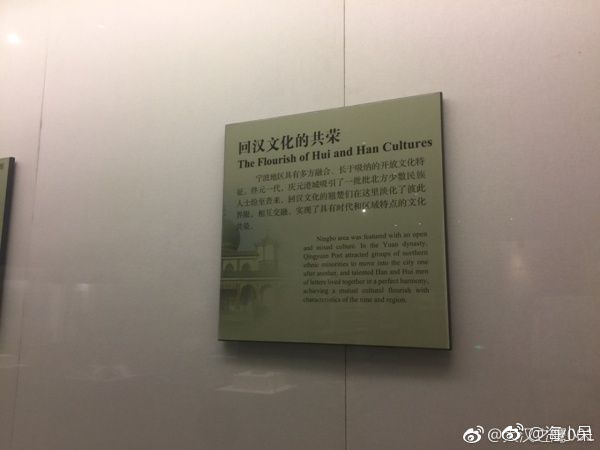 回汉文化的共荣
The Flourish of Hui and Han Cultures
宁波地区具有多方融合、长于吸纳的开放文化特
征。终元一代，庆元港城吸引了一批批北方少数民族
人士纷至沓来，回汉文化的翘楚们在这里淡化了彼此
界限，相互交融，实现了具有时代和区域特点的文化
共荣。
Ningbo area was featured with an open
and mixed culture. In the Yuan dynasty,
Qingyuan Port attracted groups of northern
ethnic minorities to move into the city one
after another, and talented Han and Hui men
of letters lived together in a perfect harmony,
achieving a mutual cultural flourish with
characteristics of the time and region.
@海小呆